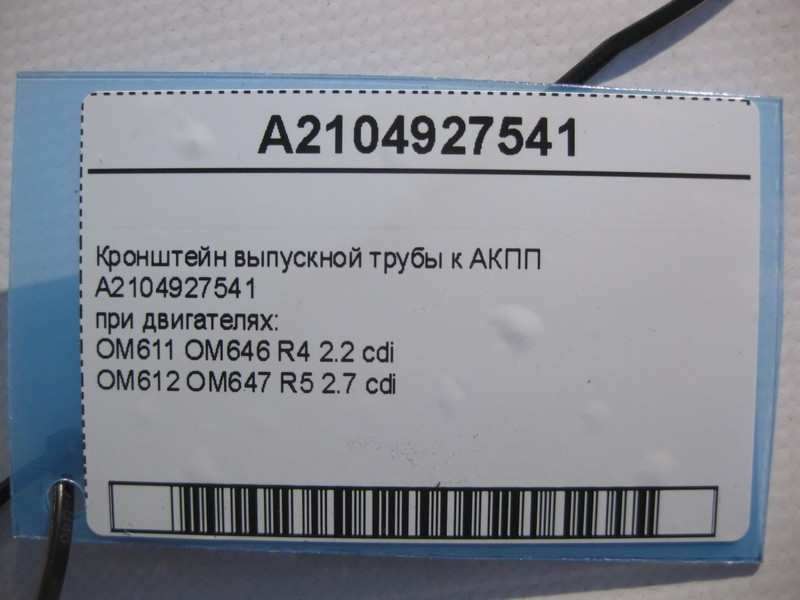 A2104927541
Кронштейн выпускной трубы к АКПП
A2104927541
при двигателях:
OM611 OM646 R4 2.2 cdi
OM612 OM647 R5 2.7 cdi